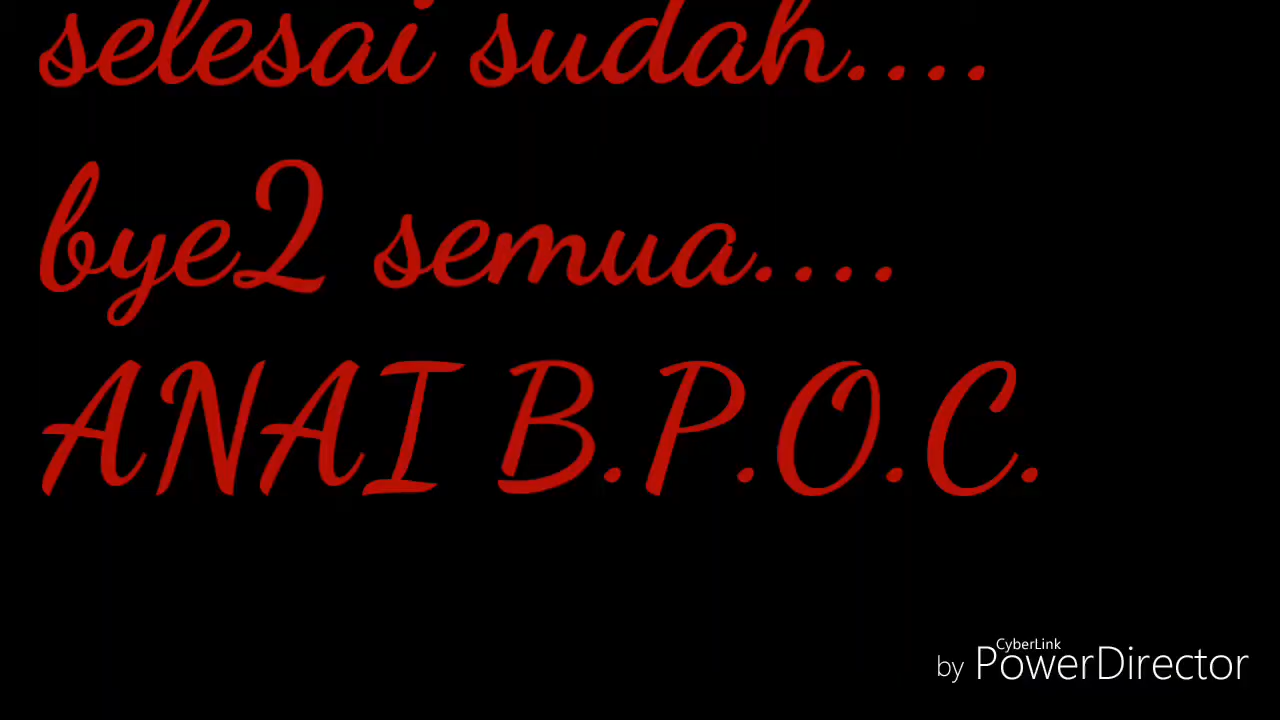 selesai sudah....
bye2 semua....
ANAI B.P.O.C.
CyberLink
by PowerDirector